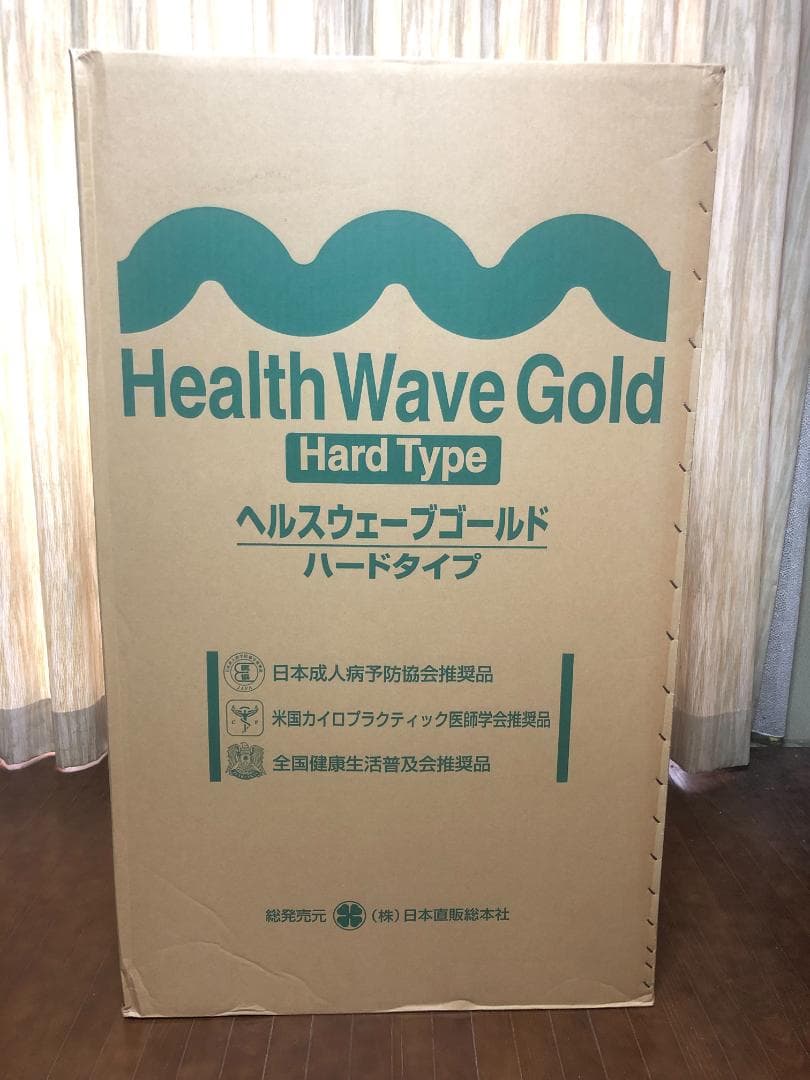 Health Wave Gold
Hard Type
ヘルスウェーブゴールド
ハードタイプ
日本成人病予防協会推奨品
米国カイロプラクティック医師学会推奨品
全国健康生活普及会推奨品
総発売元 (株)日本直販総本社